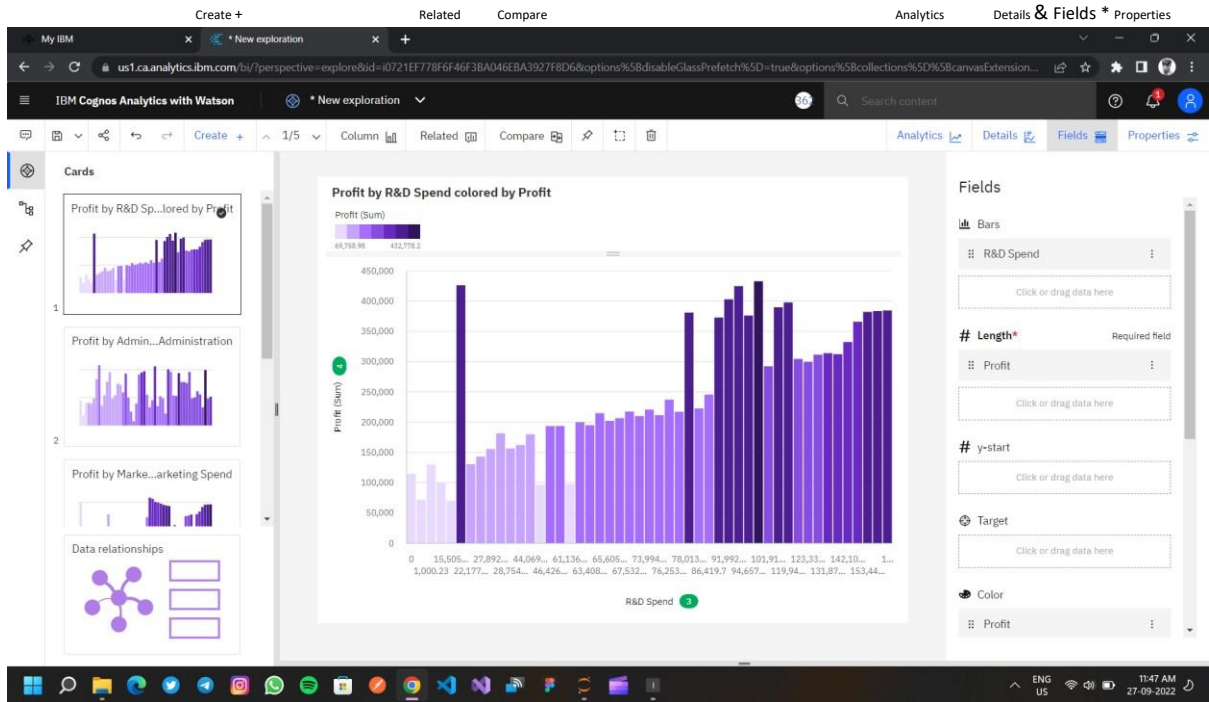 Create + Related Compare Analytics Details & Fields * Properties
My IBM * New exploration
us1.ca.analytics.ibm.com/bi/?perspective=explore&id=i0721EF778F6F46F3BA046EBA3927F8D6&options%5BdisableGlassPrefetch%5D=true&options%5Bcollections%5D%5BcanvasExtension...
IBM Cognos Analytics with Watson * New exploration 362 Search content 1
Create + 1/5 Column Related Compare Analytics Details Fields Properties
Cards
Profit by R&D Sp...lored by Profit
1
Profit by Admin...Administration
2
Profit by Marke...arketing Spend
Data relationships
Profit by R&D Spend colored by Profit
Profit (Sum)
69,758.98 432,778.2
450,000
400,000
350,000
300,000
250,000
200,000
150,000
100,000
50,000
0
Profit (Sum) 4
0 15,505... 27,892... 44,069... 61,136... 65,605... 73,994... 78,013... 91,992... 101,91... 123,33... 142,10... 1...
1,000.23 22,177... 28,754... 46,426... 63,408... 67,532... 76,253... 86,419.7 94,657... 119,94... 131,87... 153,44...
R&D Spend 3
Fields
Bars
R&D Spend
Click or drag data here
# Length* Required field
Profit
Click or drag data here
# y-start
Click or drag data here
Target
Click or drag data here
Color
Profit
ENG
US
11:47 AM
27-09-2022